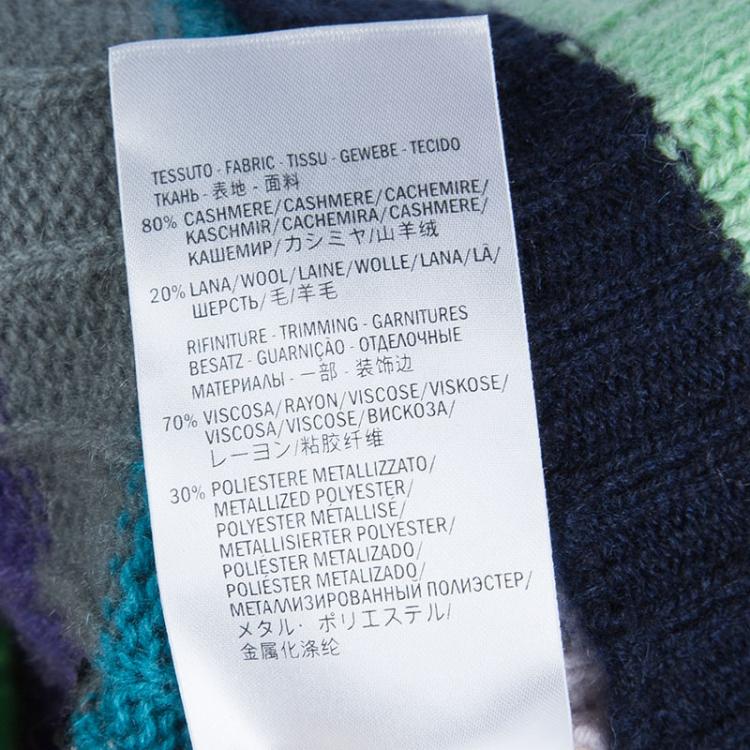 TESSUTO - FABRIC - TISSU - GEWEBE - TECIDO
ТКАНЬ - 表地 - 面料
80% CASHMERE/CASHMERE/CACHEMIRE/
KASCHMIR/CACHEMIRA/CASHMERE/
КАШЕМИР/カシミヤ/山羊绒
20% LANA/WOOL/LAINE/WOLLE/LANA/LÃ/
ШЕРСТЬ/毛/羊毛
RIFINITURE - TRIMMING - GARNITURES
BESATZ - GUARNIÇÃO - ОТДЕЛОЧНЫЕ
МАТЕРИАЛЫ - 一部 - 装饰边
70% VISCOSA/RAYON/VISCOSE/VISKOSE/
VISCOSA/VISCOSE/ВИСКОЗА/
レーヨン/粘胶纤维
30% POLIESTERE METALLIZZATO/
METALLIZED POLYESTER/
POLYESTER MÉTALLISÉ/
METALLISIERTER POLYESTER/
POLIÉSTER METALIZADO/
POLIÉSTER METALIZADO/
МЕТАЛЛИЗИРОВАННЫЙ ПОЛИЭСТЕР/
メタル・ポリエステル/
金属化涤纶